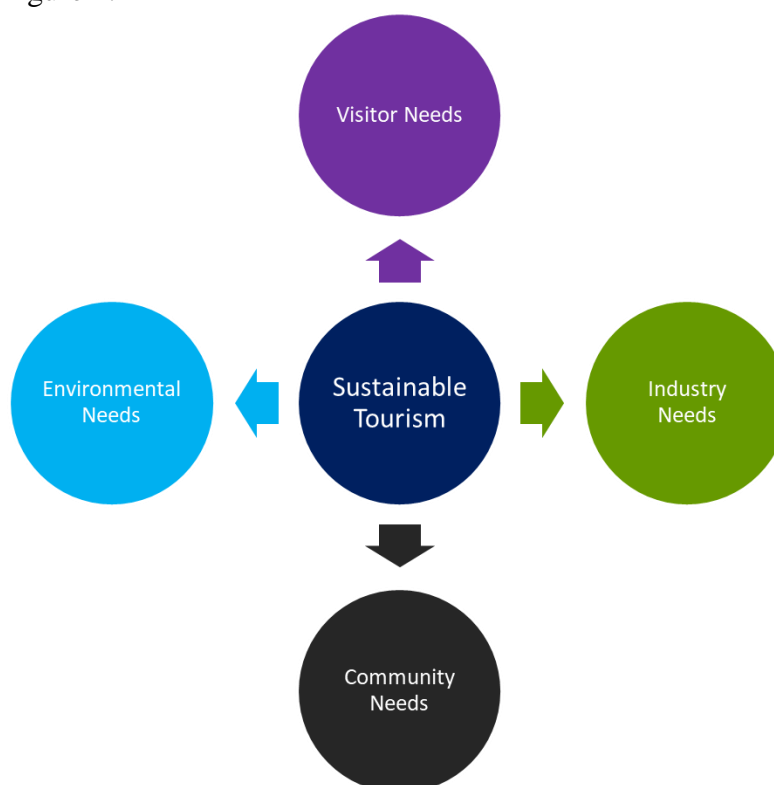 Visitor Needs
Environmental
Needs
Sustainable
Tourism
Industry
Needs
Community
Needs